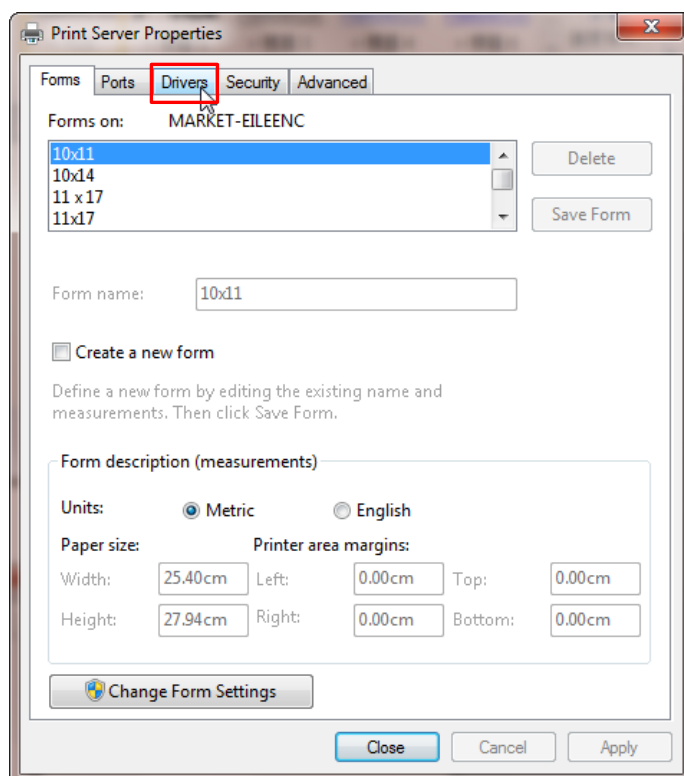 Print Server Properties
Forms Ports Drivers Security Advanced
Forms on: MARKET-EILEENC
10x11
10x14
11 x 17
11x17
Delete
Save Form
Form name: 10x11
Create a new form
Define a new form by editing the existing name and
measurements. Then click Save Form.
Form description (measurements)
Units: Metric English
Paper size: Printer area margins:
Width: 25.40cm Left: 0.00cm Top: 0.00cm
Height: 27.94cm Right: 0.00cm Bottom: 0.00cm
Change Form Settings
Close Cancel Apply